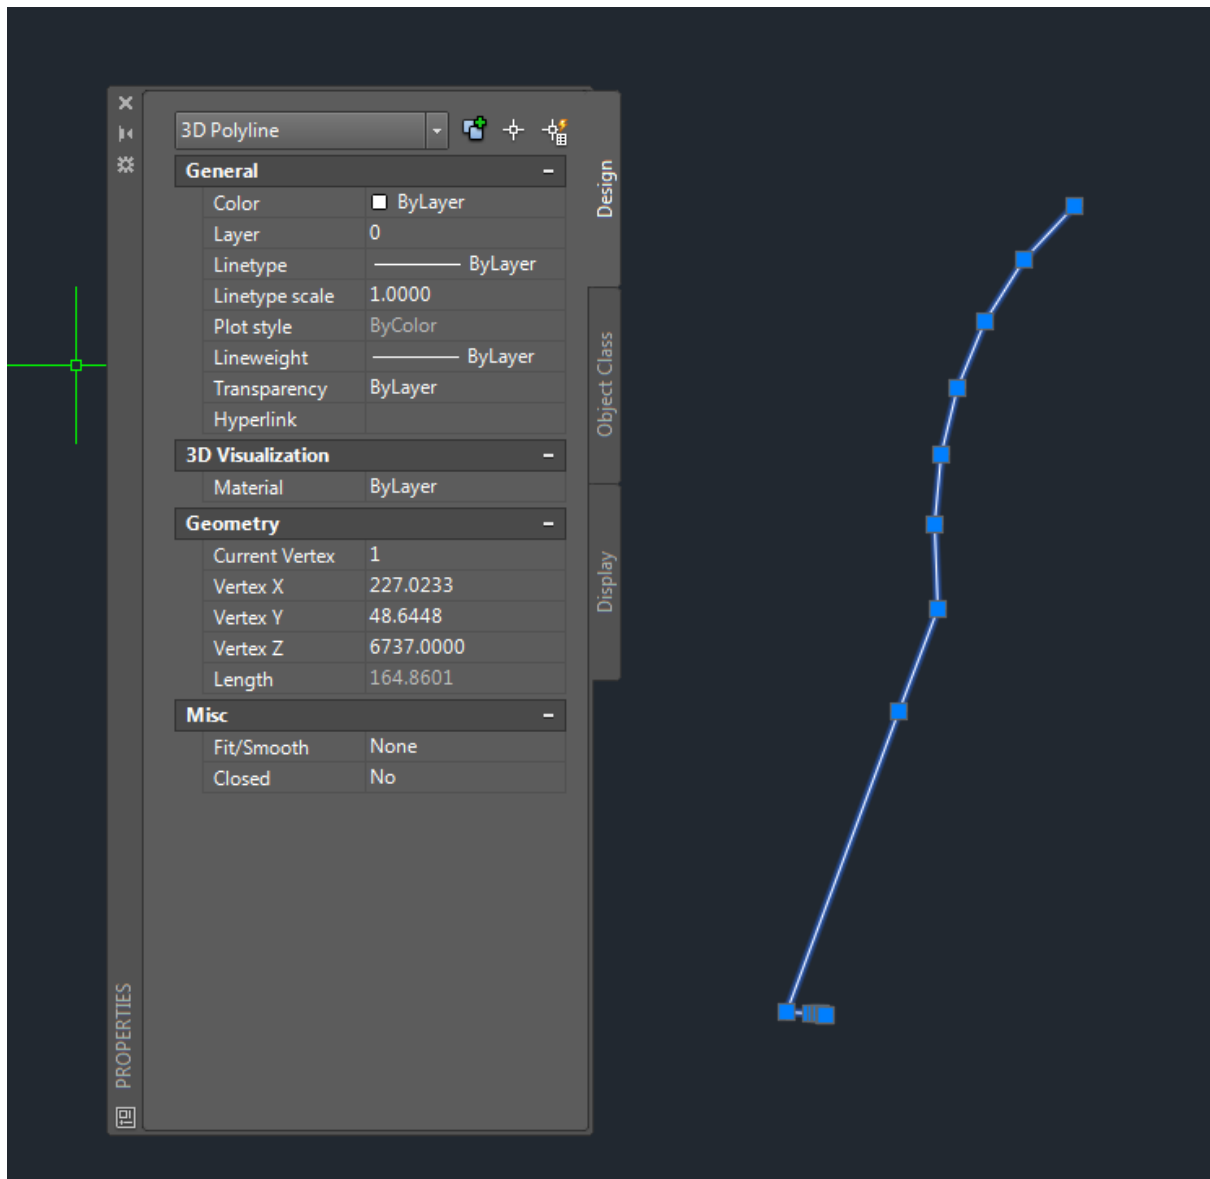 3D Polyline
General
Color ByLayer
Layer 0
Linetype ByLayer
Linetype scale 1.0000
Plot style ByColor
Lineweight ByLayer
Transparency ByLayer
Hyperlink
3D Visualization
Material ByLayer
Geometry
Current Vertex 1
Vertex X 227.0233
Vertex Y 48.6448
Vertex Z 6737.0000
Length 164.8601
Misc
Fit/Smooth None
Closed No
Design
Object Class
Display
PROPERTIES